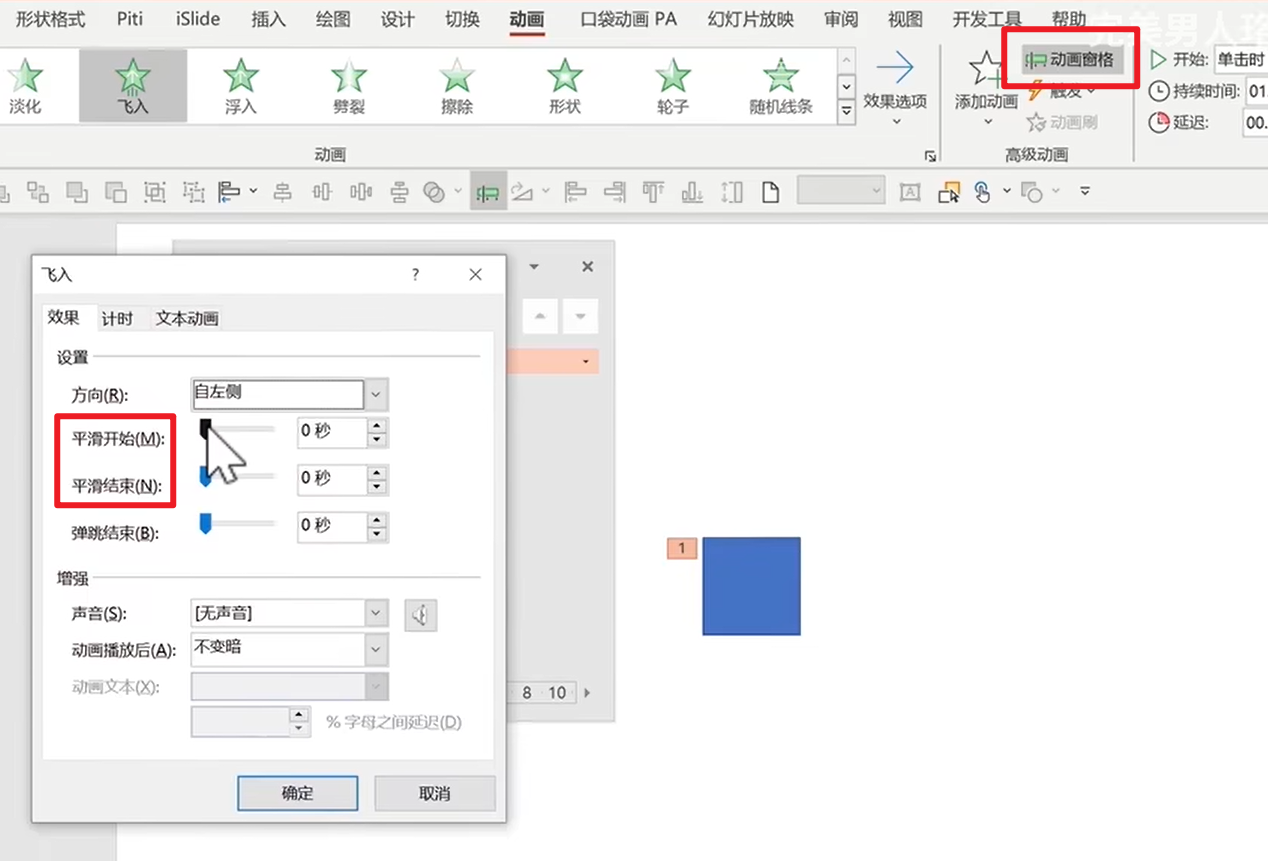 形状格式 Piti iSlide 插入 绘图 设计 切换 动画 口袋动画 PA 幻灯片放映 审阅 视图 开发工具 帮助
完美男人珞
淡化 飞入 浮入 劈裂 擦除 形状 轮子 随机线条
效果选项
添加动画
动画窗格
触发
动画刷
开始: 单击时
持续时间: 01.
延迟: 00.
动画
高级动画
飞入 ?
效果 计时 文本动画
设置
方向(R): 自左侧
平滑开始(M): 0 秒
平滑结束(N): 0 秒
弹跳结束(B): 0 秒
增强
声音(S): [无声音]
动画播放后(A): 不变暗
动画文本(X):
% 字母之间延迟(D)
确定 取消
8 10
1